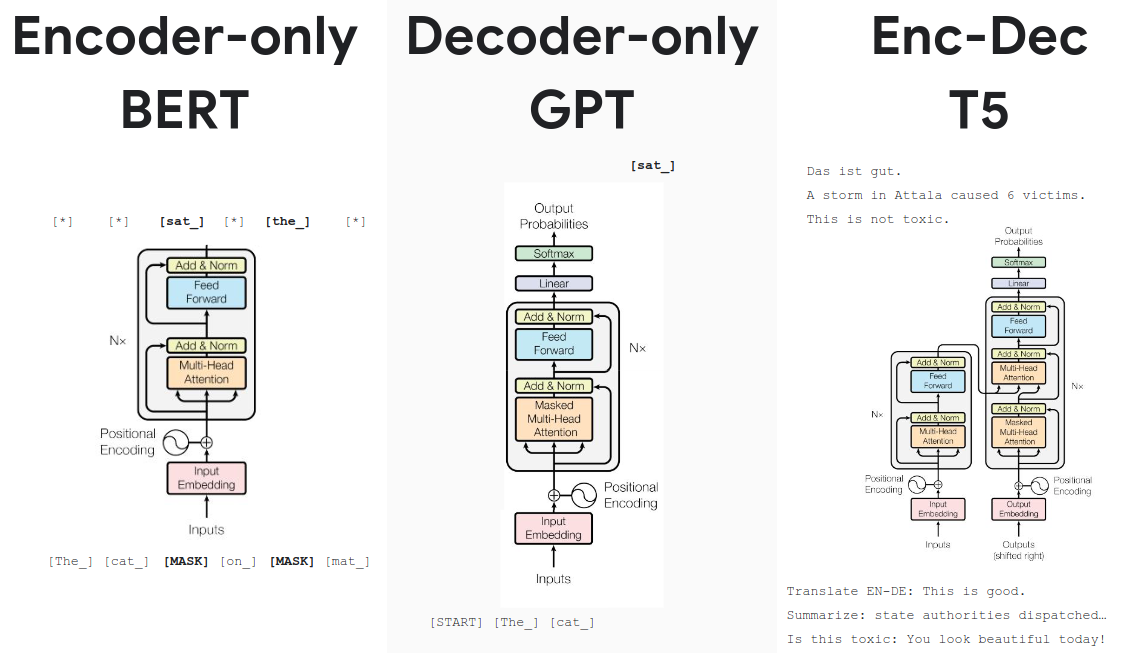 Encoder-only
BERT
[*] [*] [sat_] [*] [the_] [*]
Add & Norm
Feed
Forward
Nx
Add & Norm
Multi-Head
Attention
Positional
Encoding
Input
Embedding
Inputs
[The_] [cat_] [MASK] [on_] [MASK] [mat_]
Decoder-only
GPT
[sat_]
Output
Probabilities
Softmax
Linear
Add & Norm
Feed
Forward
Nx
Add & Norm
Masked
Multi-Head
Attention
Positional
Encoding
Input
Embedding
Inputs
[START] [The_] [cat_]
Enc-Dec
T5
Das ist gut.
A storm in Attala caused 6 victims.
This is not toxic.
Output
Probabilities
Softmax
Linear
Add & Norm
Feed
Forward
Add & Norm
Multi-Head
Attention
Nx
Add & Norm
Masked
Multi-Head
Attention
Add & Norm
Feed
Forward
Nx
Add & Norm
Multi-Head
Attention
Positional
Encoding
Positional
Encoding
Input
Embedding
Output
Embedding
Inputs
Outputs
(shifted right)
Translate EN-DE: This is good.
Summarize: state authorities dispatched…
Is this toxic: You look beautiful today!